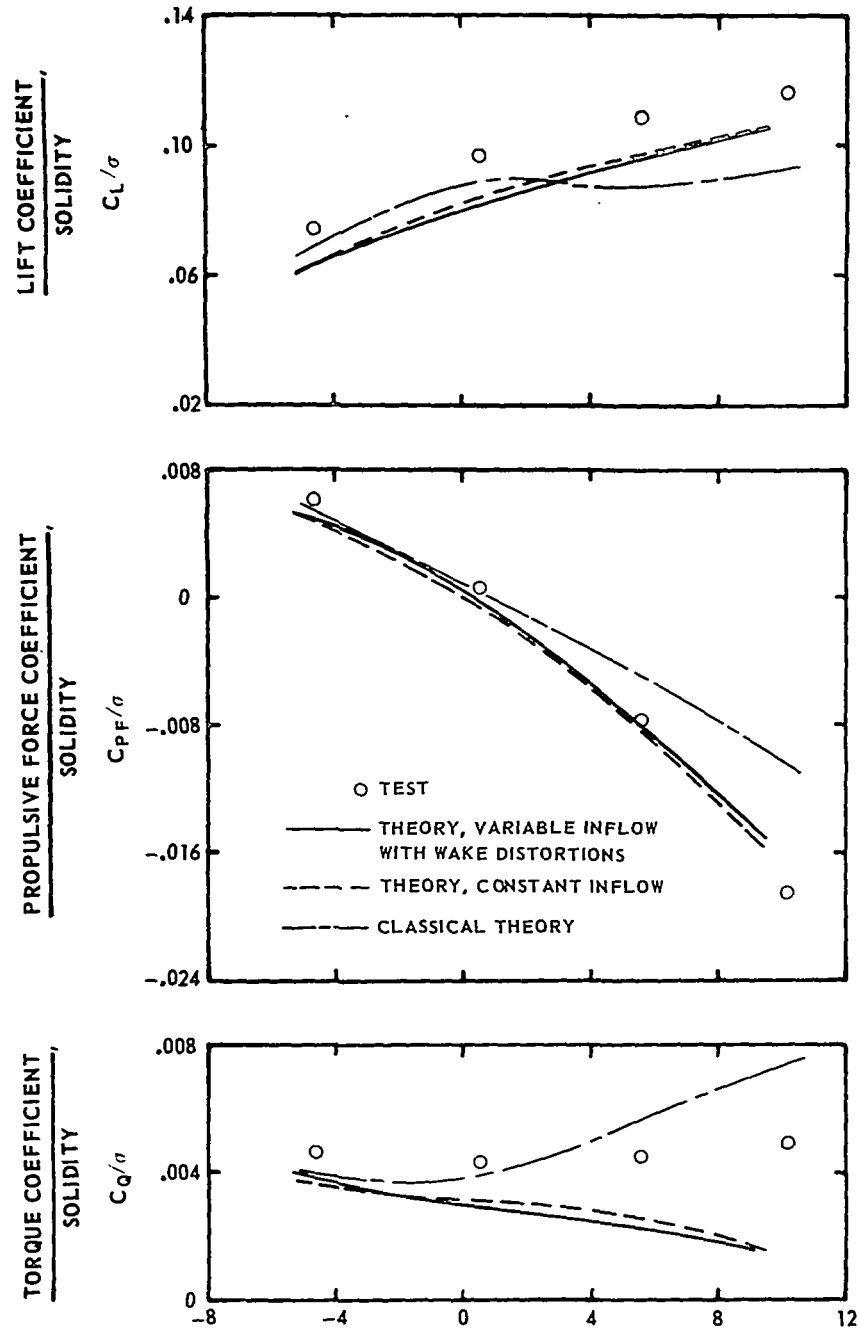 LIFT COEFFICIENT,
SOLIDITY
C_L/σ
.14
.10
.06
.02
PROPULSIVE FORCE COEFFICIENT,
SOLIDITY
C_PF/σ
.008
0
-.008
-.016
-.024
TEST
THEORY, VARIABLE INFLOW
WITH WAKE DISTORTIONS
THEORY, CONSTANT INFLOW
CLASSICAL THEORY
TORQUE COEFFICIENT,
SOLIDITY
C_Q/σ
.008
.004
0
-8 -4 0 4 8 12